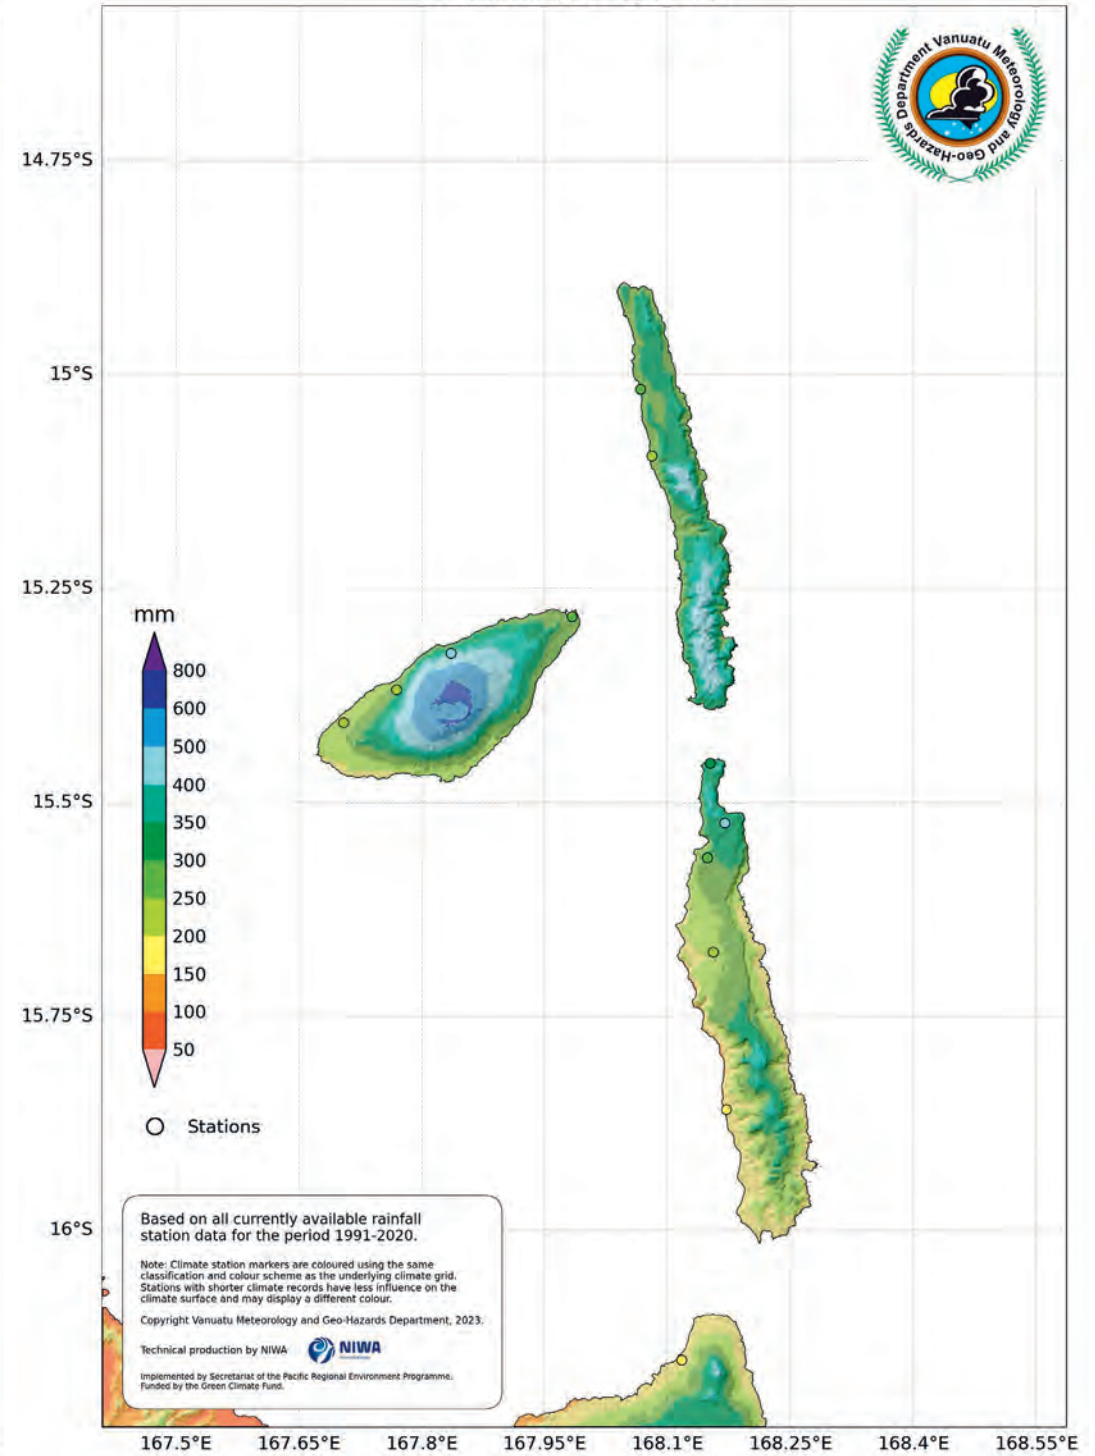 Department Vanuatu Meteorology and Geo-Hazards
14.75°S
15°S
15.25°S
15.5°S
15.75°S
16°S
mm
800
600
500
400
350
300
250
200
150
100
50
Stations
Based on all currently available rainfall
station data for the period 1991-2020.
Note: Climate station markers are coloured using the same
classification and colour scheme as the underlying climate grid.
Stations with shorter climate records have less influence on the
climate surface and may display a different colour.
Copyright Vanuatu Meteorology and Geo-Hazards Department, 2023.
Technical production by NIWA
NIWA
Implemented by Secretariat of the Pacific Regional Environment Programme.
Funded by the Green Climate Fund.
167.5°E 167.65°E 167.8°E 167.95°E 168.1°E 168.25°E 168.4°E 168.55°E